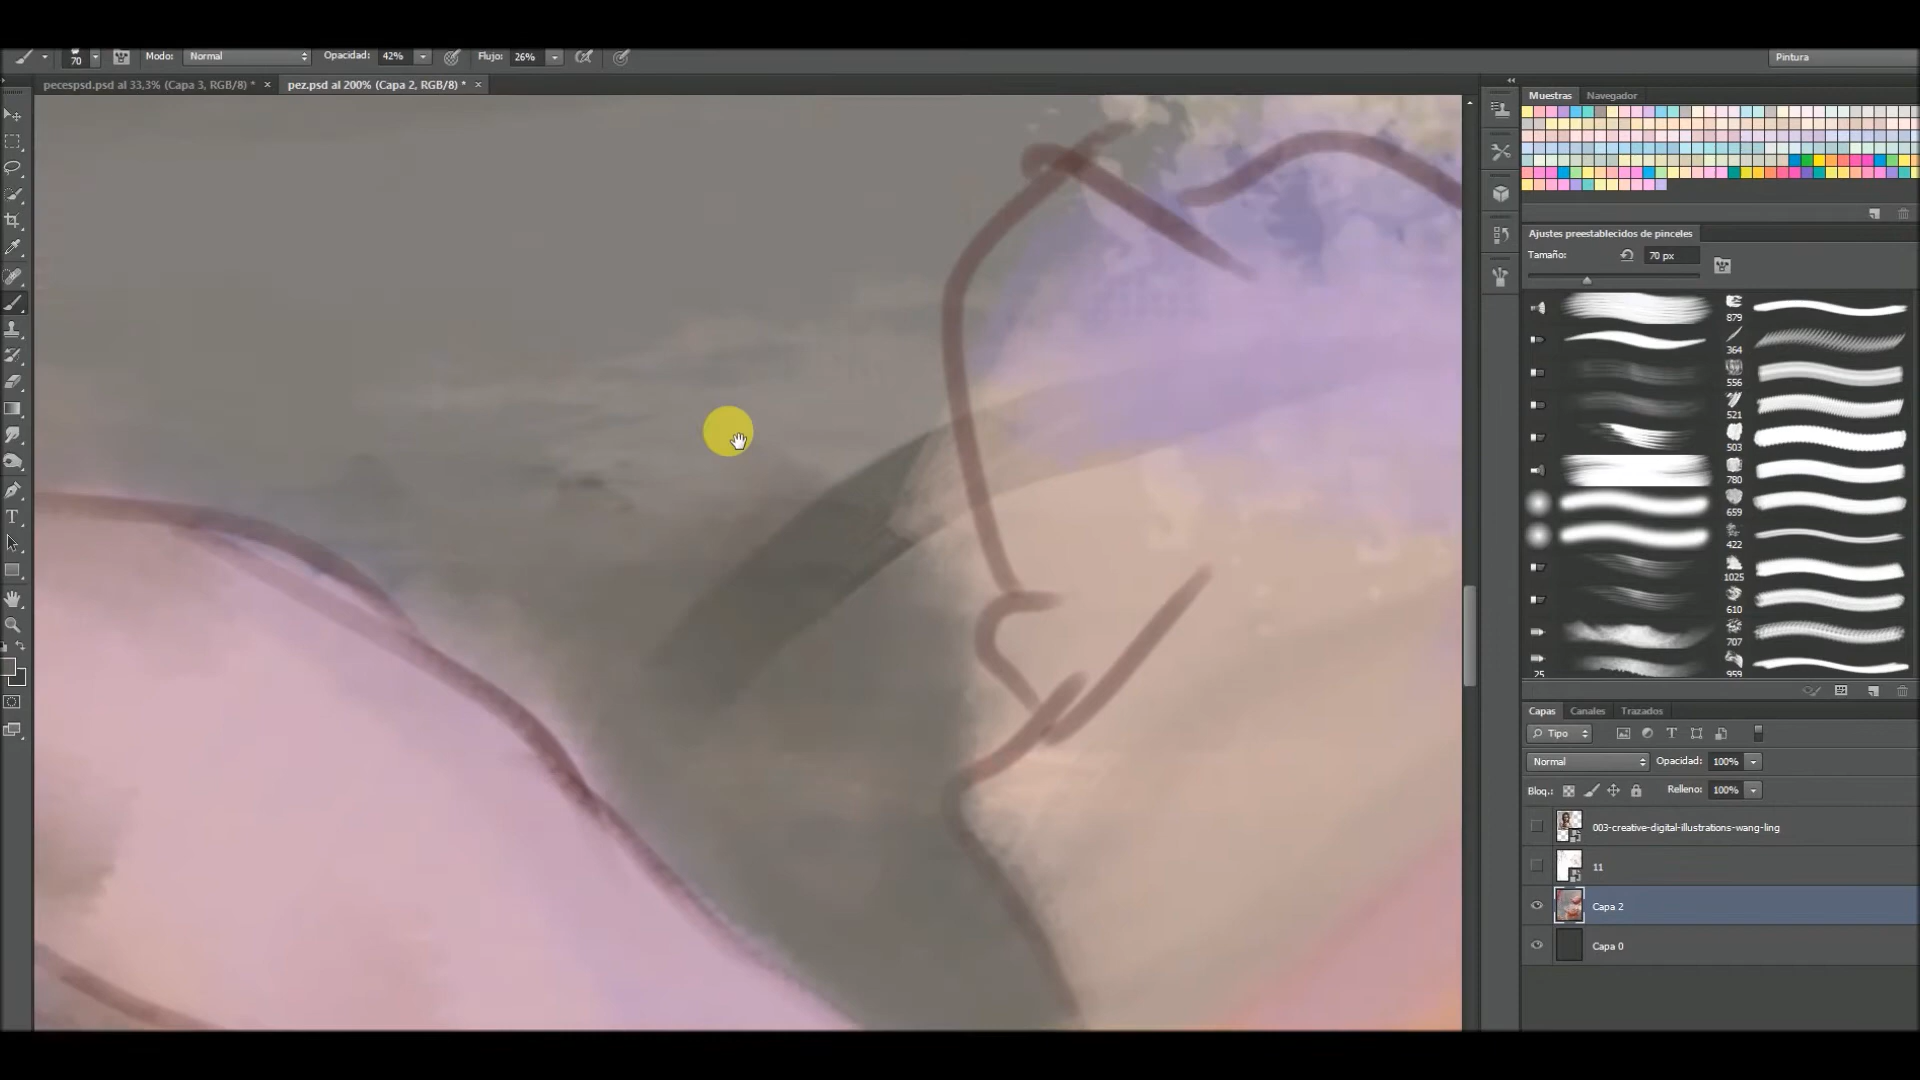 70 Modo: Normal Opacidad: 42% Flujo: 26% Pintura
pecespsd.psd al 33,3% (Capa 3, RGB/8) * × pez.psd al 200% (Capa 2, RGB/8) * ×
Muestras Navegador
Ajustes preestablecidos de pinceles
Tamaño: 70 px
879
364
556
521
503
780
659
422
1025
610
707
25 959
Capas Canales Trazados
Tipo
Normal Opacidad: 100%
Bloq.: Relleno: 100%
003-creative-digital-illustrations-wang-ling
11
Capa 2
Capa 0